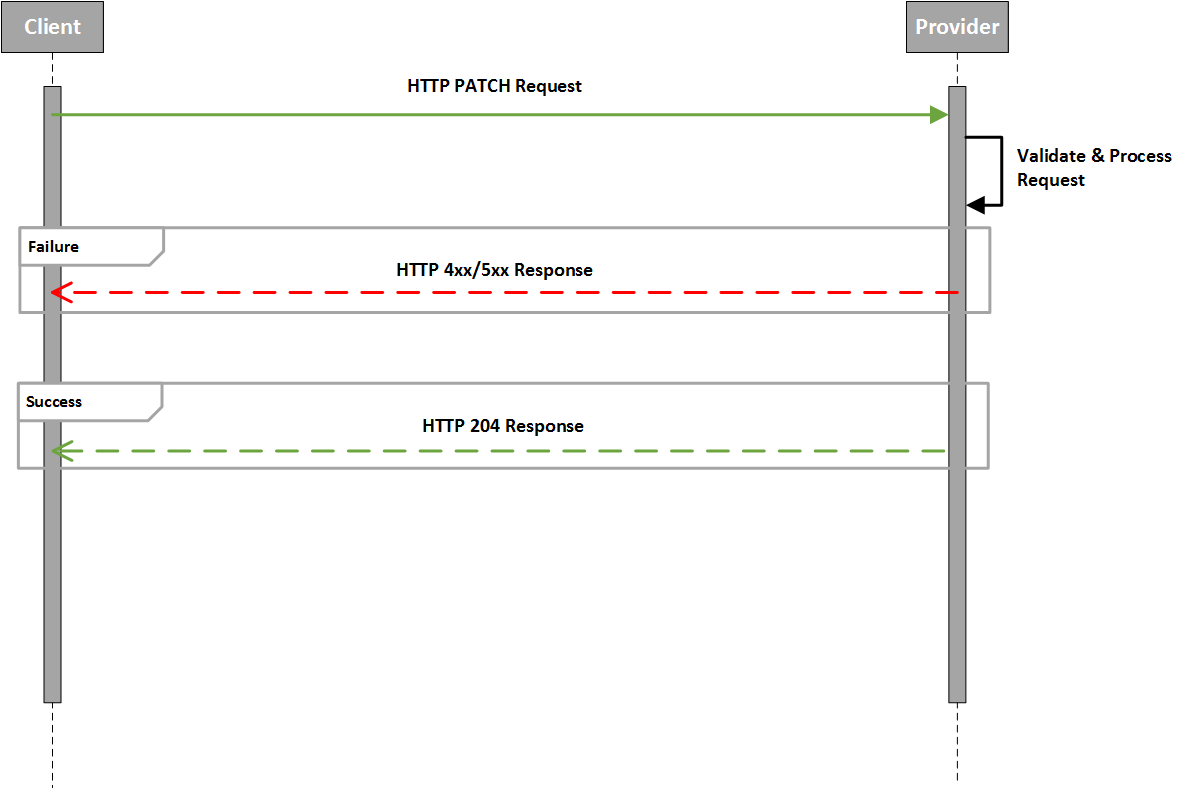 Client
Provider
HTTP PATCH Request
Validate & Process
Request
Failure
HTTP 4xx/5xx Response
Success
HTTP 204 Response